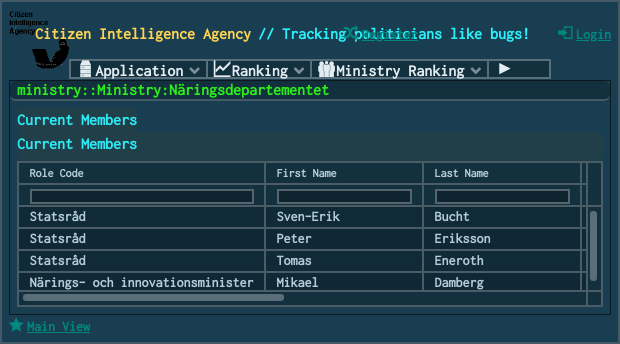 Citizen
Intelligence
Agency
Citizen Intelligence Agency // Tracking politicians like bugs!
Register
Login
Application
Ranking
Ministry Ranking
ministry::Ministry:Näringsdepartementet
Current Members
Current Members
Role Code First Name Last Name
Statsråd Sven-Erik Bucht
Statsråd Peter Eriksson
Statsråd Tomas Eneroth
Närings- och innovationsminister Mikael Damberg
Main View